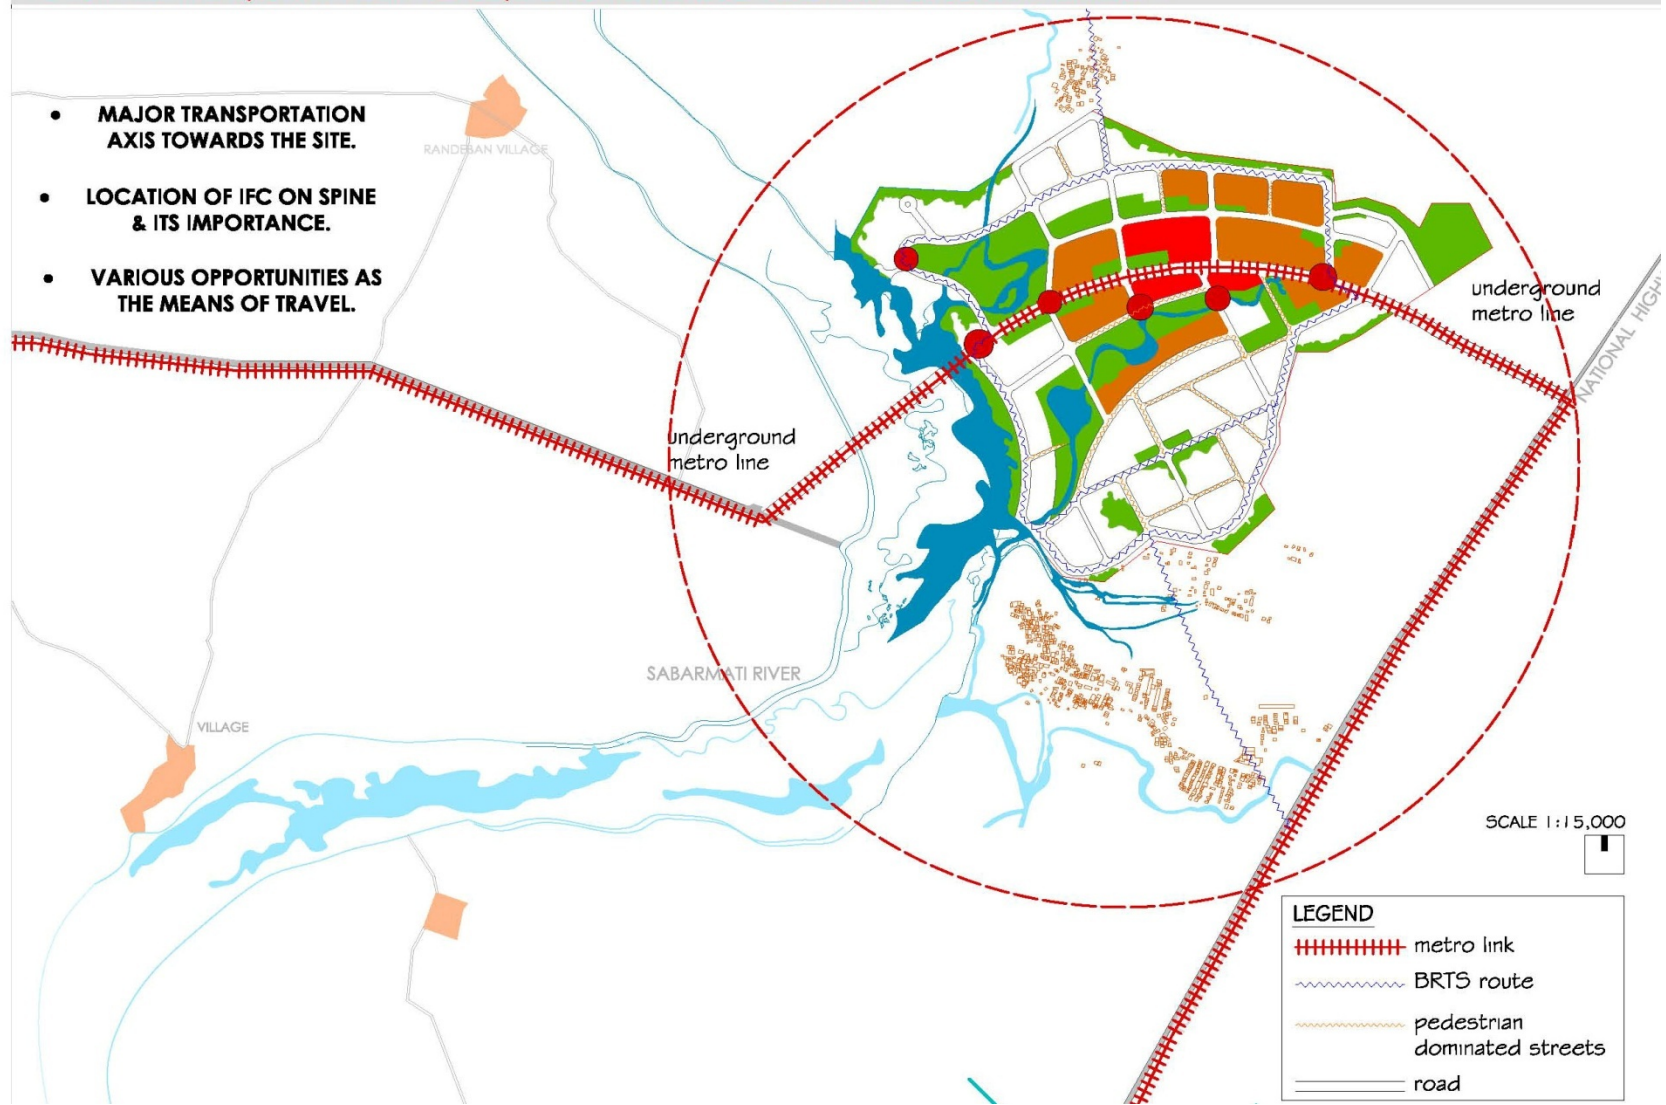 • MAJOR TRANSPORTATION
AXIS TOWARDS THE SITE.
• LOCATION OF IFC ON SPINE
& ITS IMPORTANCE.
• VARIOUS OPPORTUNITIES AS
THE MEANS OF TRAVEL.
RANDESAN VILLAGE
underground
metro line
NATIONAL HIGH
underground
metro line
SABARMATI RIVER
VILLAGE
SCALE 1:15,000
LEGEND
metro link
BRTS route
pedestrian
dominated streets
road